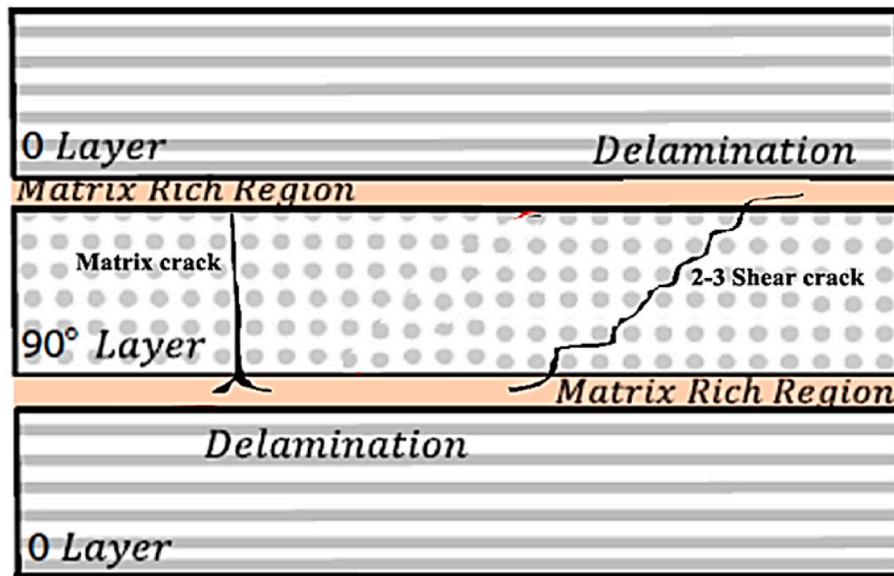 0 Layer
Delamination
Matrix Rich Region
Matrix crack
2-3 Shear crack
90° Layer
Matrix Rich Region
Delamination
0 Layer